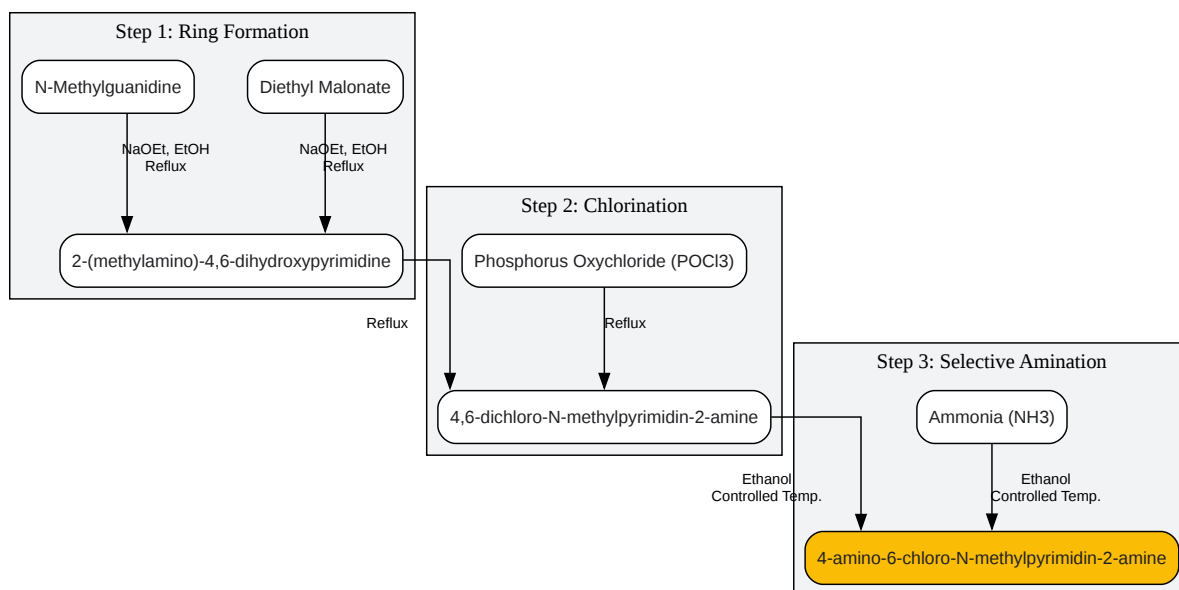 Step 1: Ring Formation
N-Methylguanidine
Diethyl Malonate
NaOEt, EtOH
Reflux
NaOEt, EtOH
Reflux
2-(methylamino)-4,6-dihydroxypyrimidine
Step 2: Chlorination
Phosphorus Oxychloride (POCl3)
Reflux
Reflux
4,6-dichloro-N-methylpyrimidin-2-amine
Step 3: Selective Amination
Ammonia (NH3)
Ethanol
Controlled Temp.
Ethanol
Controlled Temp.
4-amino-6-chloro-N-methylpyrimidin-2-amine